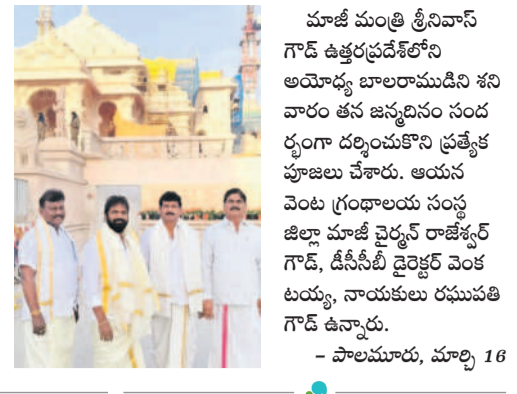 మాజీ మంత్రి శ్రీనివాస్
గౌడ్ ఉత్తరప్రదేశ్‌లోని
అయోధ్య బాలరాముడిని శని
వారం తన జన్మదినం సంద
ర్భంగా దర్శించుకొని ప్రత్యేక
పూజలు చేశారు. ఆయన
వెంట గ్రంథాలయ సంస్థ
జిల్లా మాజీ చైర్మన్ రాజేశ్వర్
గౌడ్, డీసీసీబీ డైరెక్టర్ వెంక
టయ్య, నాయకులు రఘుపతి
గౌడ్ ఉన్నారు.
– పాలమూరు, మార్చి 16